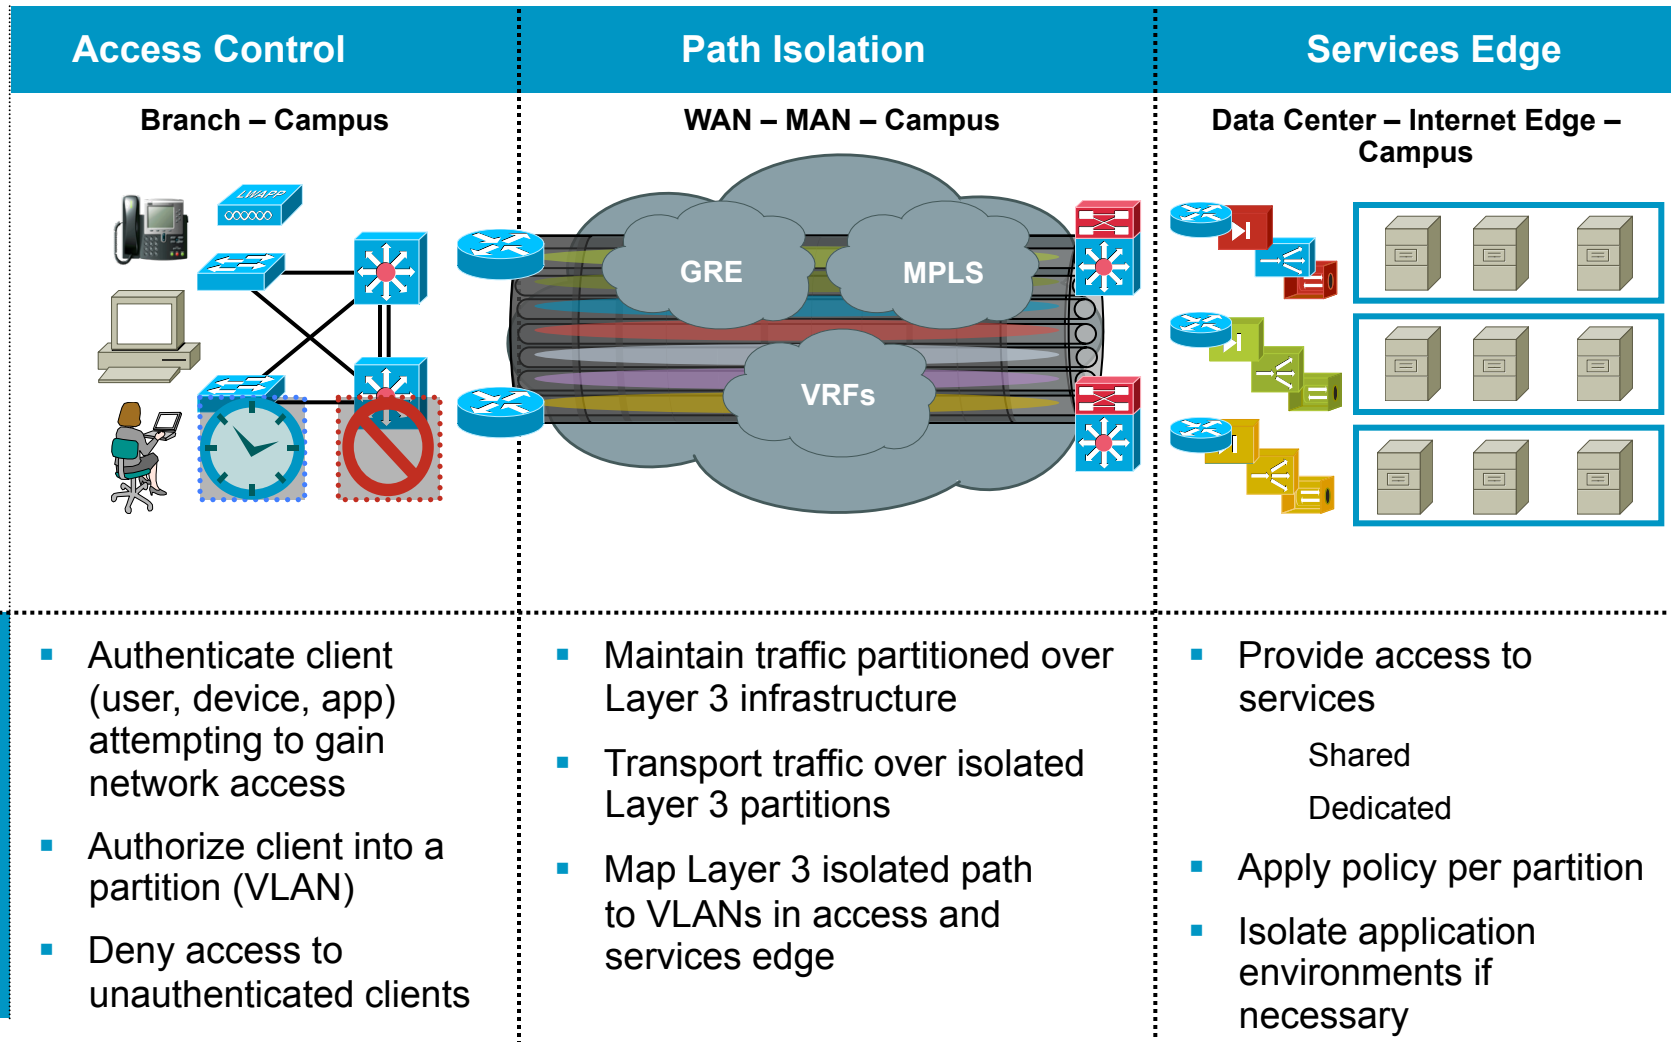 Access Control
Path Isolation
Services Edge
Branch – Campus
WAN – MAN – Campus
Data Center – Internet Edge –
Campus
LWAPP
GRE
MPLS
VRFs
Authenticate client
(user, device, app)
attempting to gain
network access
Authorize client into a
partition (VLAN)
Deny access to
unauthenticated clients
Maintain traffic partitioned over
Layer 3 infrastructure
Transport traffic over isolated
Layer 3 partitions
Map Layer 3 isolated path
to VLANs in access and
services edge
Provide access to
services
Shared
Dedicated
Apply policy per partition
Isolate application
environments if
necessary